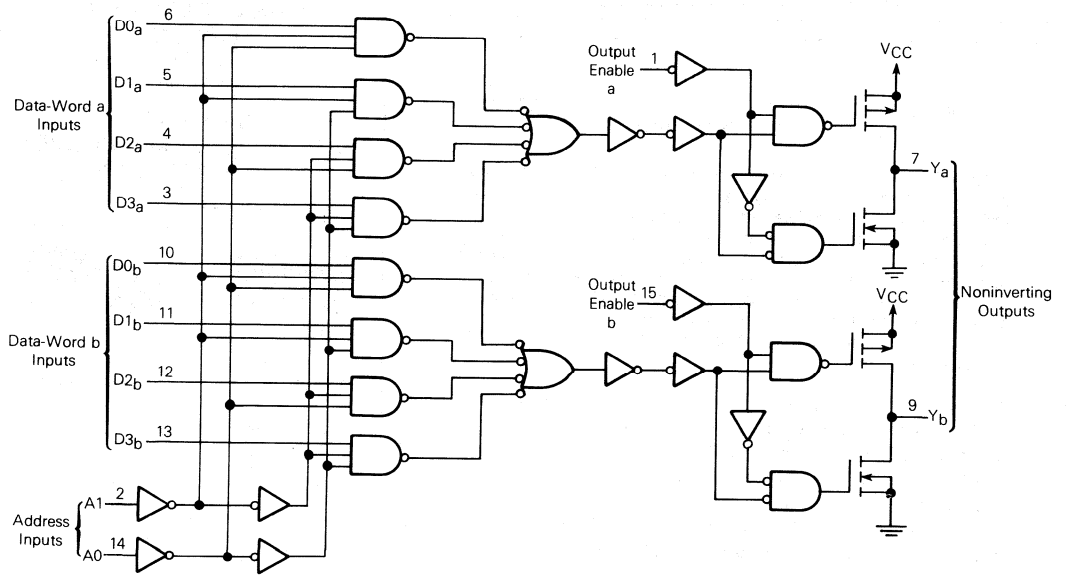 D0a 6
D1a 5
Data-Word a
Inputs
D2a 4
D3a 3
Output
Enable 1
a
VCC
7 Ya
D0b 10
D1b 11
Data-Word b
Inputs
D2b 12
D3b 13
Output
Enable 15
b
VCC
Noninverting
Outputs
9 Yb
A1 2
Address
Inputs
A0 14